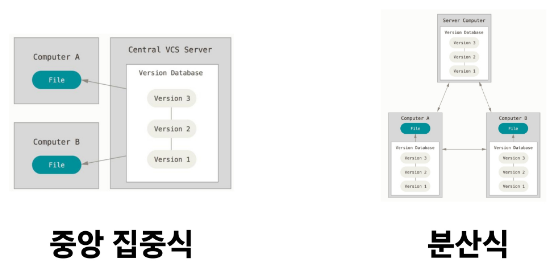 Computer A
File
Computer B
File
Central VCS Server
Version Database
Version 3
Version 2
Version 1
중앙 집중식
Server Computer
Version Database
Version 3
Version 2
Version 1
Computer A
File
Version Database
Version 3
Version 2
Version 1
Computer B
File
Version Database
Version 3
Version 2
Version 1
분산식